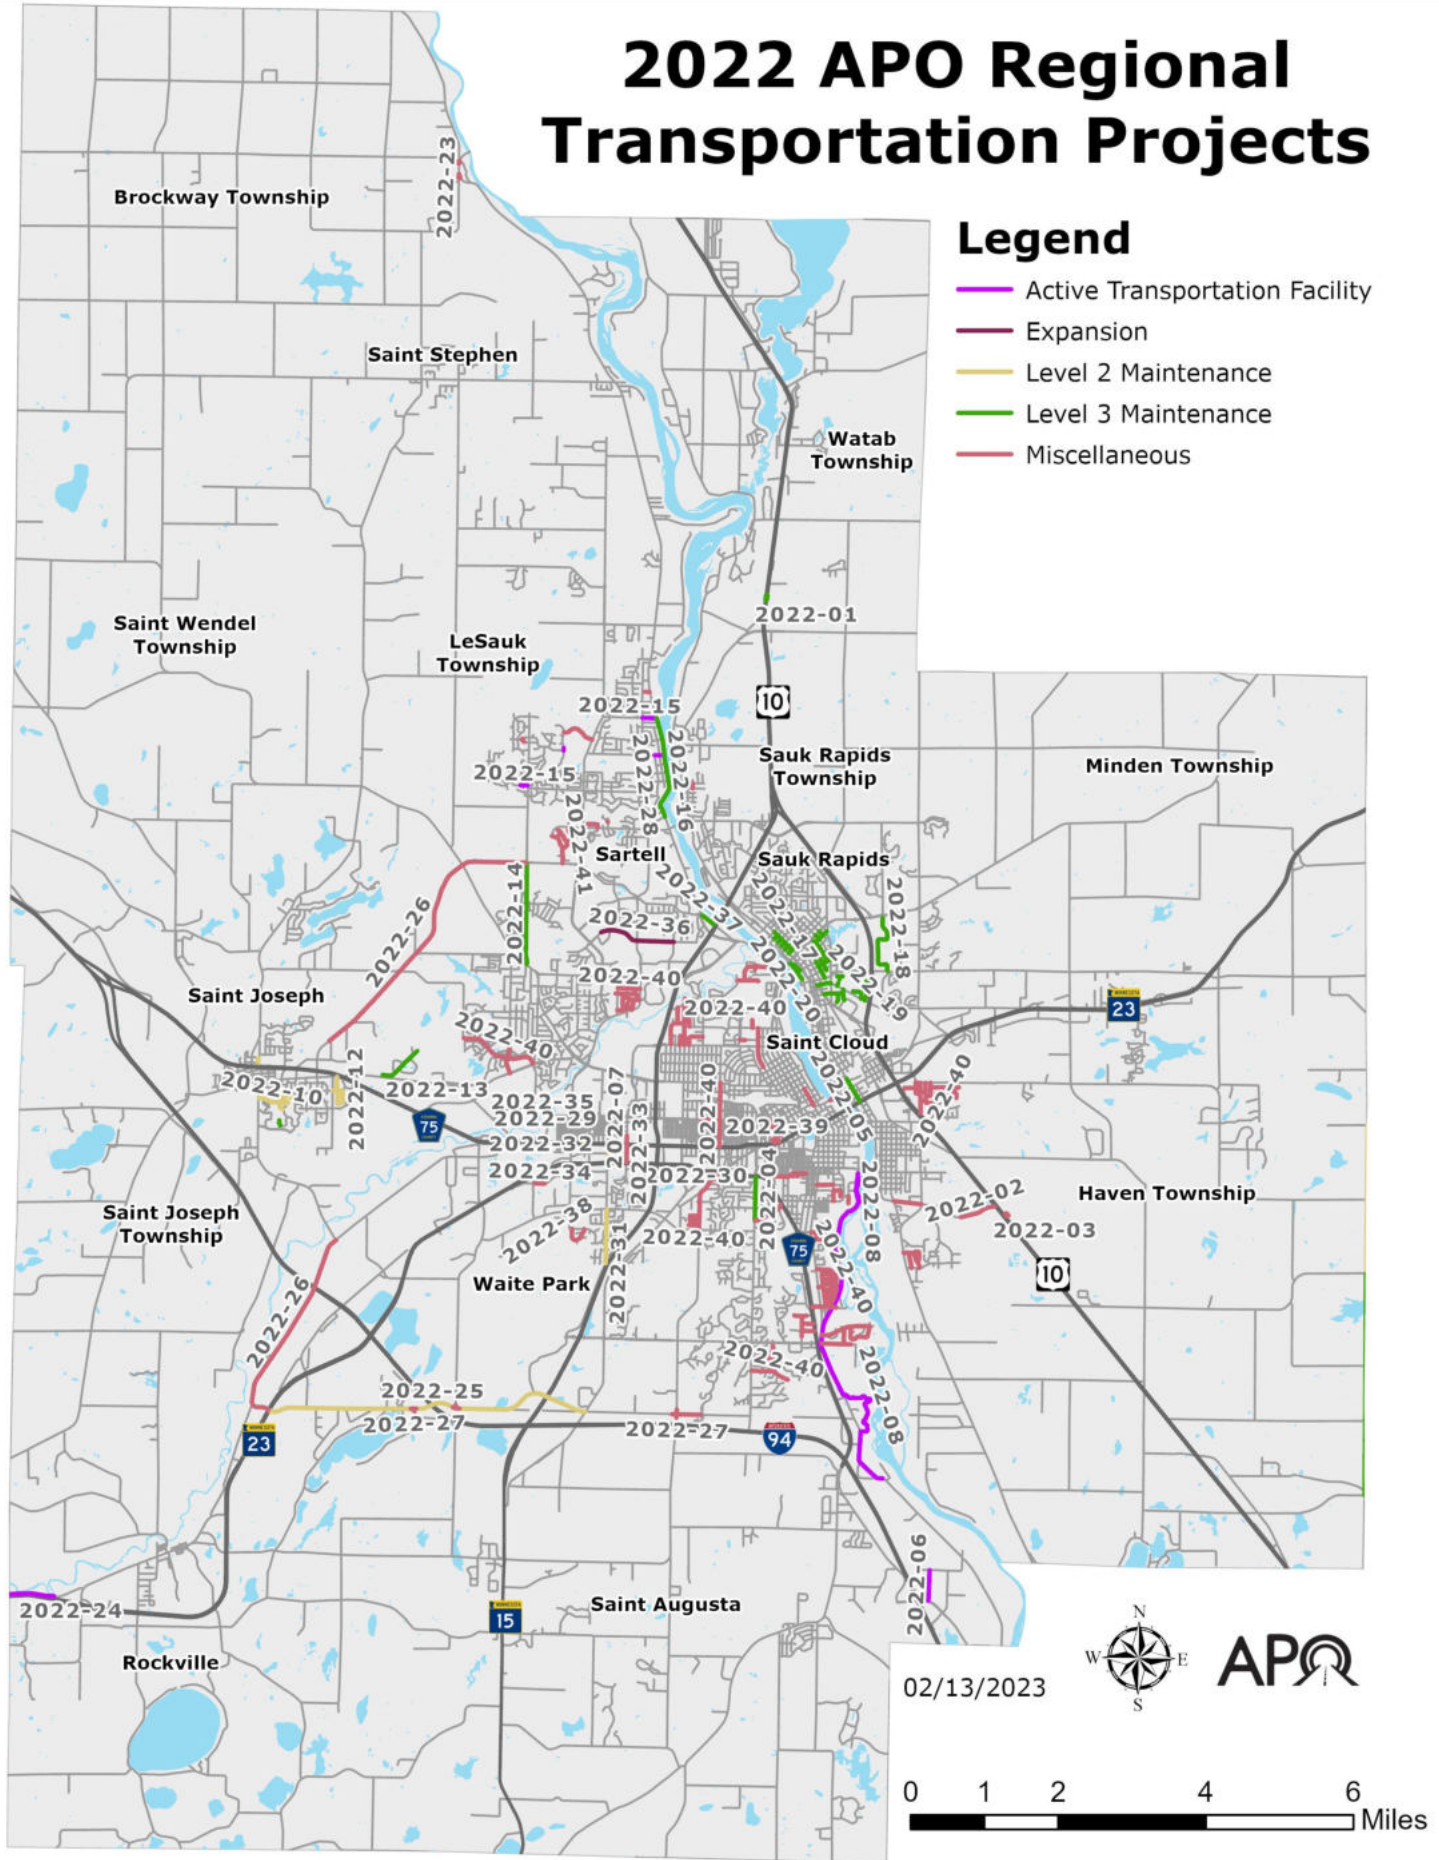 2022 APO Regional
Transportation Projects
Legend
Active Transportation Facility
Expansion
Level 2 Maintenance
Level 3 Maintenance
Miscellaneous
2022-23
Brockway Township
Saint Stephen
Watab
Township
2022-01
Saint Wendel
Township
LeSauk
Township
10
2022-15
2022-28
2022-16
Sauk Rapids
Township
Minden Township
2022-15
2022-41
Sartell
Sauk Rapids
2022-14
2022-37
2022-17
2022-18
2022-26
2022-36
2022-40
2022-20
2022-19
Saint Joseph
23
2022-40
2022-40
Saint Cloud
2022-10
2022-12
2022-13
75
2022-35
2022-29
2022-07
2022-33
2022-40
2022-39
2022-05
2022-40
2022-32
2022-34
2022-30
2022-04
2022-08
2022-02
2022-03
Haven Township
Saint Joseph
Township
2022-38
2022-31
2022-40
75
2022-40
10
Waite Park
2022-26
2022-40
2022-08
2022-25
2022-27
2022-27
23
94
2022-06
2022-24
15
Saint Augusta
Rockville
N
W
E
S
APO
02/13/2023
0 1 2 4 6
Miles